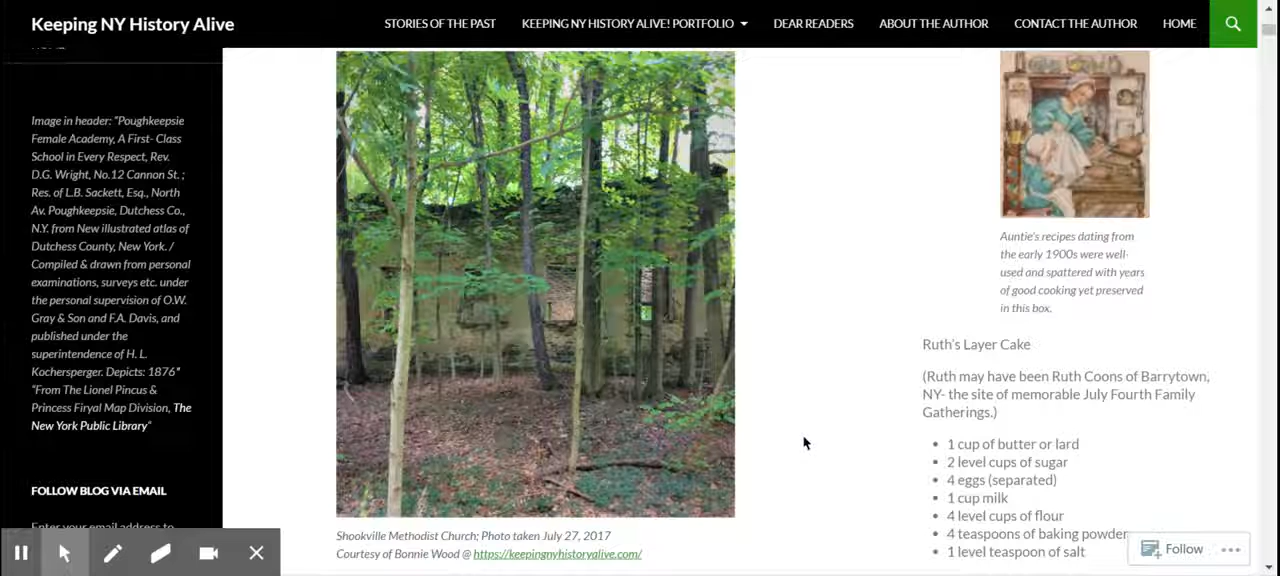 Keeping NY History Alive
STORIES OF THE PAST
KEEPING NY HISTORY ALIVE! PORTFOLIO
DEAR READERS
ABOUT THE AUTHOR
CONTACT THE AUTHOR
HOME
Image in header: "Poughkeepsie
Female Academy, A First- Class
School in Every Respect, Rev.
D.G. Wright, No.12 Cannon St. ;
Res. of L.B. Sackett, Esq., North
Av. Poughkeepsie, Dutchess Co.,
N.Y. from New illustrated atlas of
Dutchess County, New York. /
Compiled & drawn from personal
examinations, surveys etc. under
the personal supervision of O.W.
Gray & Son and F.A. Davis, and
published under the
superintendence of H. L.
Kochersperger. Depicts: 1876"
"From The Lionel Pincus &
Princess Firyal Map Division, The
New York Public Library"
FOLLOW BLOG VIA EMAIL
Enter your email address to
Shookville Methodist Church; Photo taken July 27, 2017
Courtesy of Bonnie Wood @ https://keepingnyhistoryalive.com/
Auntie's recipes dating from
the early 1900s were well-
used and spattered with years
of good cooking yet preserved
in this box.
Ruth's Layer Cake
(Ruth may have been Ruth Coons of Barrytown,
NY- the site of memorable July Fourth Family
Gatherings.)
1 cup of butter or lard
2 level cups of sugar
4 eggs (separated)
1 cup milk
4 level cups of flour
4 teaspoons of baking powder
1 level teaspoon of salt
Follow